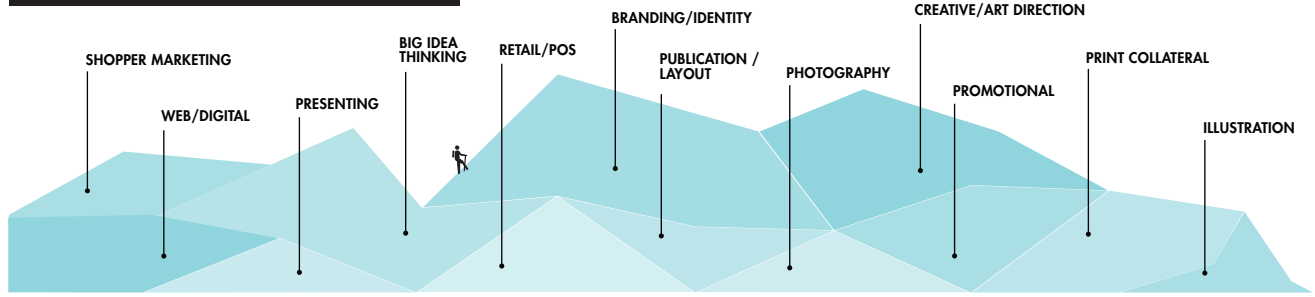 SHOPPER MARKETING
WEB/DIGITAL
PRESENTING
BIG IDEA
THINKING
RETAIL/POS
BRANDING/IDENTITY
PUBLICATION /
LAYOUT
PHOTOGRAPHY
CREATIVE/ART DIRECTION
PROMOTIONAL
PRINT COLLATERAL
ILLUSTRATION